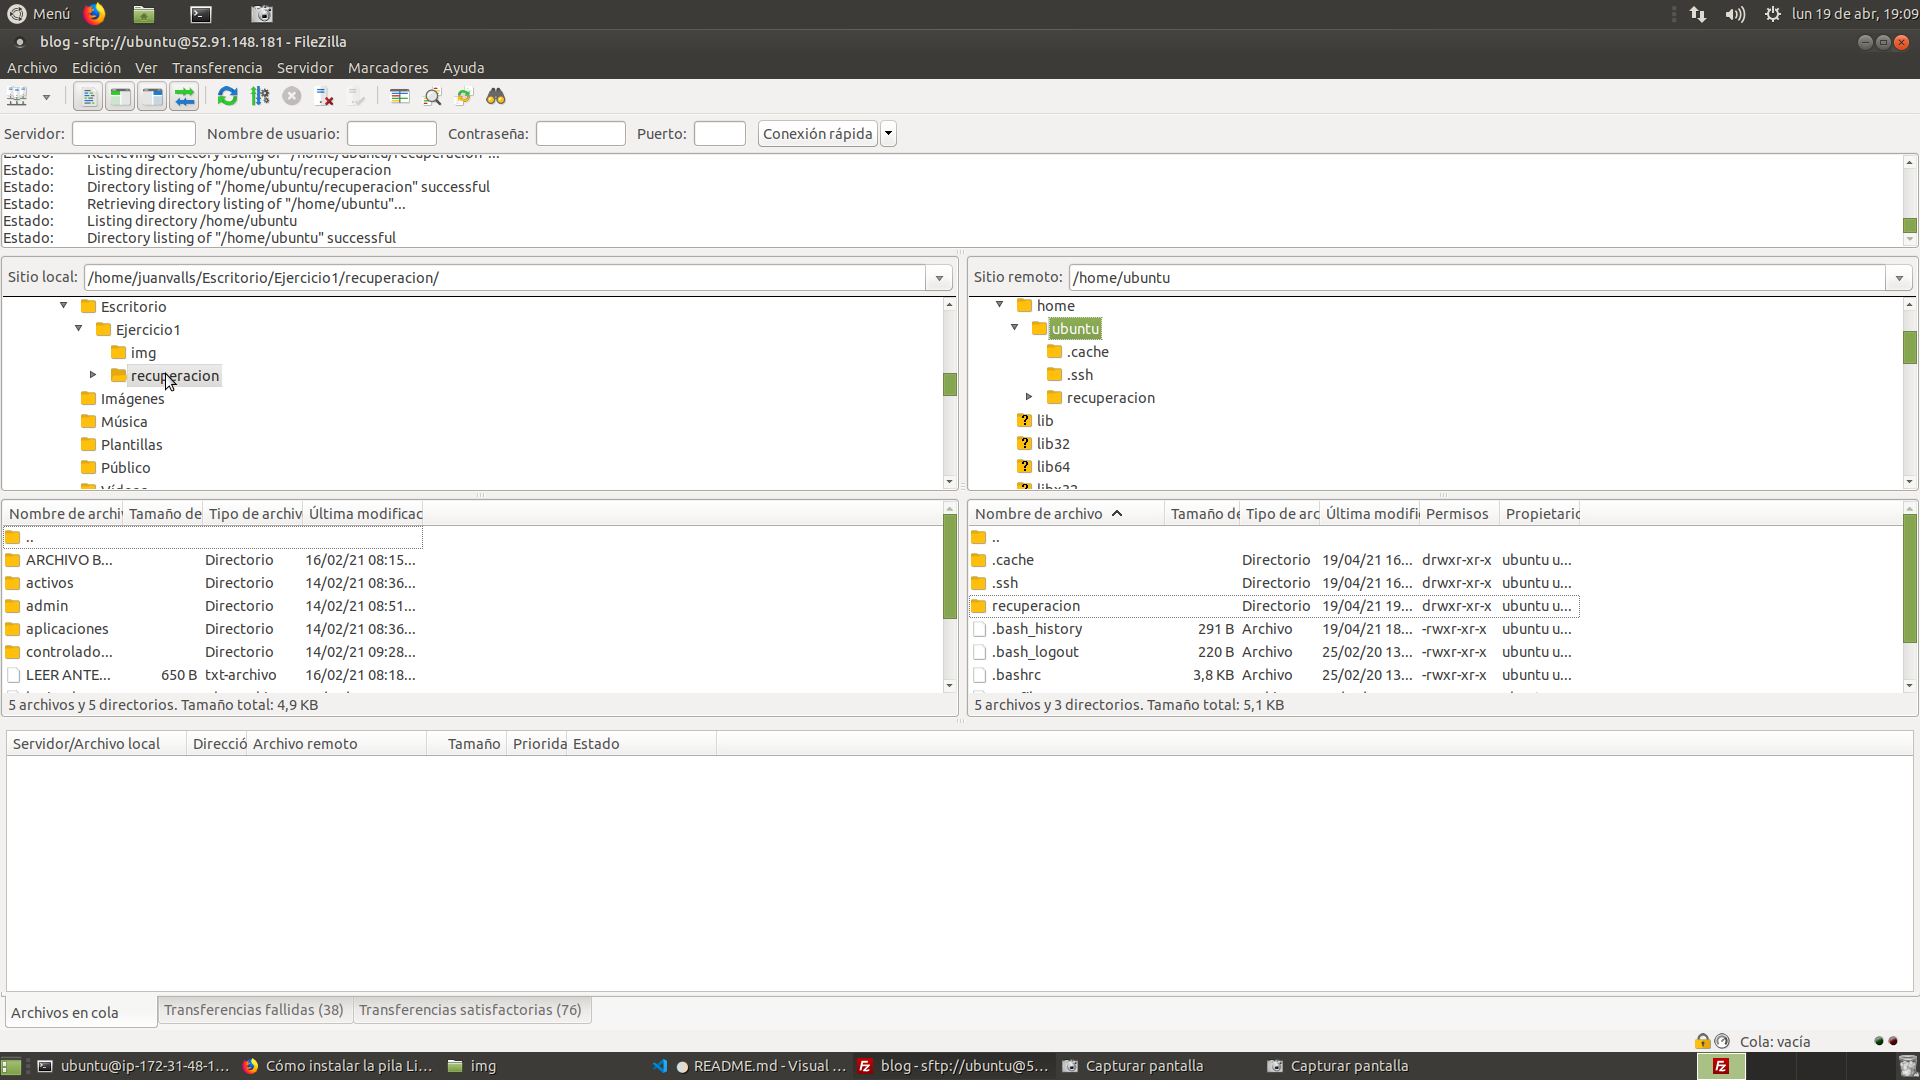 Menú
lun 19 de abr, 19:09
blog - sftp://ubuntu@52.91.148.181 - FileZilla
Archivo Edición Ver Transferencia Servidor Marcadores Ayuda
Servidor: Nombre de usuario: Contraseña: Puerto: Conexión rápida
Estado: Retrieving directory listing of "/home/ubuntu/recuperacion"...
Estado: Listing directory /home/ubuntu/recuperacion
Estado: Directory listing of "/home/ubuntu/recuperacion" successful
Estado: Retrieving directory listing of "/home/ubuntu"...
Estado: Listing directory /home/ubuntu
Estado: Directory listing of "/home/ubuntu" successful
Sitio local: /home/juanvalls/Escritorio/Ejercicio1/recuperacion/
Escritorio
Ejercicio1
img
recuperacion
Imágenes
Música
Plantillas
Público
Sitio remoto: /home/ubuntu
home
ubuntu
.cache
.ssh
recuperacion
? lib
? lib32
? lib64
Nombre de archiv Tamaño de Tipo de archiv Última modificac
..
ARCHIVO B... Directorio 16/02/21 08:15...
activos Directorio 14/02/21 08:36...
admin Directorio 14/02/21 08:51...
aplicaciones Directorio 14/02/21 08:36...
controlado... Directorio 14/02/21 09:28...
LEER ANTE... 650 B txt-archivo 16/02/21 08:18...
5 archivos y 5 directorios. Tamaño total: 4,9 KB
Nombre de archivo Tamaño de Tipo de arc Última modifi Permisos Propietario
..
.cache Directorio 19/04/21 16... drwxr-xr-x ubuntu u...
.ssh Directorio 19/04/21 16... drwxr-xr-x ubuntu u...
recuperacion Directorio 19/04/21 19... drwxr-xr-x ubuntu u...
.bash_history 291 B Archivo 19/04/21 18... -rwxr-xr-x ubuntu u...
.bash_logout 220 B Archivo 25/02/20 13... -rwxr-xr-x ubuntu u...
.bashrc 3,8 KB Archivo 25/02/20 13... -rwxr-xr-x ubuntu u...
5 archivos y 3 directorios. Tamaño total: 5,1 KB
Servidor/Archivo local Direcció Archivo remoto Tamaño Priorida Estado
Archivos en cola Transferencias fallidas (38) Transferencias satisfactorias (76)
Cola: vacía
ubuntu@ip-172-31-48-1... Cómo instalar la pila Li... img README.md - Visual ... Fz blog - sftp://ubuntu@5... Capturar pantalla Capturar pantalla Fz